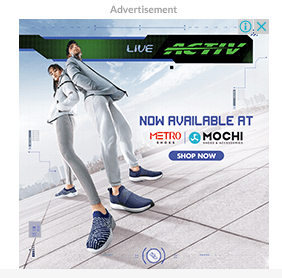 Advertisement
LIVE ACTIV
NOW AVAILABLE AT
METRO MOCHI
SHOES SHOES & ACCESSORIES
SHOP NOW